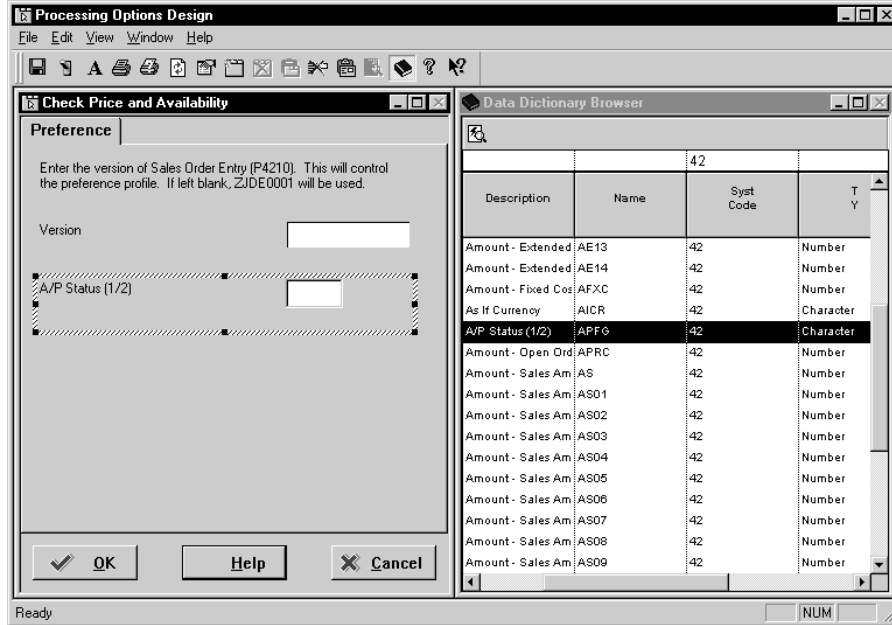 Processing Options Design
File Edit View Window Help
Check Price and Availability
Preference
Enter the version of Sales Order Entry (P4210). This will control
the preference profile. If left blank, ZJDE0001 will be used.
Version
A/P Status (1/2)
OK Help Cancel
Data Dictionary Browser
42
Description Name Syst Code T Y
Amount - Extended AE13 42 Number
Amount - Extended AE14 42 Number
Amount - Fixed Cos AFXC 42 Number
As If Currency AICR 42 Character
A/P Status (1/2) APFG 42 Character
Amount - Open Ord APRC 42 Number
Amount - Sales Am AS 42 Number
Amount - Sales Am AS01 42 Number
Amount - Sales Am AS02 42 Number
Amount - Sales Am AS03 42 Number
Amount - Sales Am AS04 42 Number
Amount - Sales Am AS05 42 Number
Amount - Sales Am AS06 42 Number
Amount - Sales Am AS07 42 Number
Amount - Sales Am AS08 42 Number
Amount - Sales Am AS09 42 Number
Ready NUM